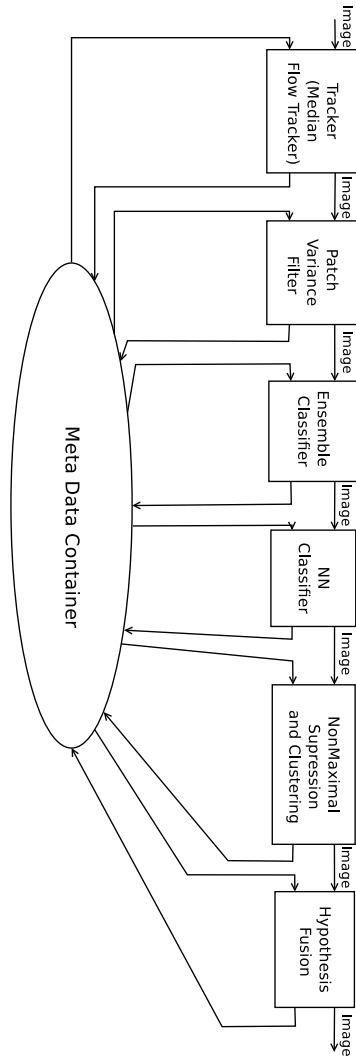 Image
Tracker
(Median
Flow Tracker)
Image
Patch
Variance
Filter
Image
Ensemble
Classifier
Image
NN
Classifier
Image
NonMaximal
Supression
and Clustering
Image
Hypothesis
Fusion
Image
Meta Data Container